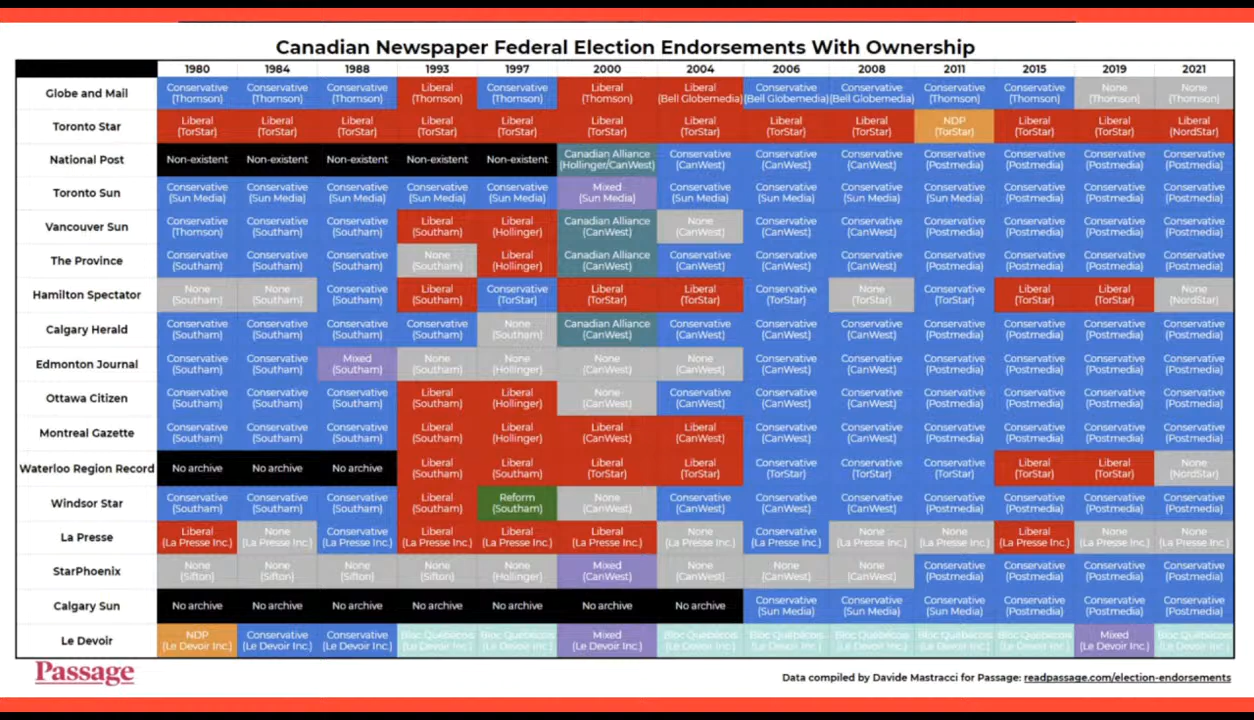 Canadian Newspaper Federal Election Endorsements With Ownership
1980 1984 1988 1993 1997 2000 2004 2006 2008 2011 2015 2019 2021
Globe and Mail Conservative (Thomson) Conservative (Thomson) Conservative (Thomson) Liberal (Thomson) Conservative (Thomson) Liberal (Thomson) Liberal (Bell Globemedia) Conservative (Bell Globemedia) Conservative (Bell Globemedia) Conservative (Thomson) Conservative (Thomson) None (Thomson) None (Thomson)
Toronto Star Liberal (TorStar) Liberal (TorStar) Liberal (TorStar) Liberal (TorStar) Liberal (TorStar) Liberal (TorStar) Liberal (TorStar) Liberal (TorStar) Liberal (TorStar) NDP (TorStar) Liberal (TorStar) Liberal (TorStar) Liberal (NordStar)
National Post Non-existent Non-existent Non-existent Non-existent Non-existent Canadian Alliance (Hollinger/CanWest) Conservative (CanWest) Conservative (CanWest) Conservative (CanWest) Conservative (Postmedia) Conservative (Postmedia) Conservative (Postmedia) Conservative (Postmedia)
Toronto Sun Conservative (Sun Media) Conservative (Sun Media) Conservative (Sun Media) Conservative (Sun Media) Conservative (Sun Media) Mixed (Sun Media) Conservative (Sun Media) Conservative (Sun Media) Conservative (Sun Media) Conservative (Sun Media) Conservative (Postmedia) Conservative (Postmedia) Conservative (Postmedia)
Vancouver Sun Conservative (Thomson) Conservative (Southam) Conservative (Southam) Liberal (Southam) Liberal (Hollinger) Canadian Alliance (CanWest) None (CanWest) Conservative (CanWest) Conservative (CanWest) Conservative (Postmedia) Conservative (Postmedia) Conservative (Postmedia) Conservative (Postmedia)
The Province Conservative (Southam) Conservative (Southam) Conservative (Southam) None (Southam) Liberal (Hollinger) Canadian Alliance (CanWest) Conservative (CanWest) Conservative (CanWest) Conservative (CanWest) Conservative (Postmedia) Conservative (Postmedia) Conservative (Postmedia) Conservative (Postmedia)
Hamilton Spectator None (Southam) None (Southam) Conservative (Southam) Liberal (Southam) Conservative (TorStar) Liberal (TorStar) Liberal (TorStar) Conservative (TorStar) None (TorStar) Conservative (TorStar) Liberal (TorStar) Liberal (TorStar) None (NordStar)
Calgary Herald Conservative (Southam) Conservative (Southam) Conservative (Southam) Conservative (Southam) None (Southam) Canadian Alliance (CanWest) Conservative (CanWest) Conservative (CanWest) Conservative (CanWest) Conservative (Postmedia) Conservative (Postmedia) Conservative (Postmedia) Conservative (Postmedia)
Edmonton Journal Conservative (Southam) Conservative (Southam) Mixed (Southam) None (Southam) None (Hollinger) None (CanWest) None (CanWest) Conservative (CanWest) Conservative (CanWest) Conservative (Postmedia) Conservative (Postmedia) Conservative (Postmedia) Conservative (Postmedia)
Ottawa Citizen Conservative (Southam) Conservative (Southam) Conservative (Southam) Liberal (Southam) Liberal (Hollinger) None (CanWest) Conservative (CanWest) Conservative (CanWest) Conservative (CanWest) Conservative (Postmedia) Conservative (Postmedia) Conservative (Postmedia) Conservative (Postmedia)
Montreal Gazette Conservative (Southam) Conservative (Southam) Conservative (Southam) Liberal (Southam) Liberal (Hollinger) Liberal (CanWest) Liberal (CanWest) Conservative (CanWest) Conservative (CanWest) Conservative (Postmedia) Conservative (Postmedia) Conservative (Postmedia) Conservative (Postmedia)
Waterloo Region Record No archive No archive No archive Liberal (Southam) Liberal (Southam) Liberal (TorStar) Liberal (TorStar) Conservative (TorStar) Conservative (TorStar) Conservative (TorStar) Liberal (TorStar) Liberal (TorStar) None (NordStar)
Windsor Star Conservative (Southam) Conservative (Southam) Conservative (Southam) Liberal (Southam) Reform (Southam) None (CanWest) Conservative (CanWest) Conservative (CanWest) Conservative (CanWest) Conservative (Postmedia) Conservative (Postmedia) Conservative (Postmedia) Conservative (Postmedia)
La Presse Liberal (La Presse Inc.) None (La Presse Inc.) Conservative (La Presse Inc.) Liberal (La Presse Inc.) Liberal (La Presse Inc.) Liberal (La Presse Inc.) None (La Presse Inc.) Conservative (La Presse Inc.) None (La Presse Inc.) None (La Presse Inc.) Liberal (La Presse Inc.) None (La Presse Inc.) None (La Presse Inc.)
StarPhoenix None (Sifton) None (Sifton) None (Sifton) None (Sifton) None (Hollinger) Mixed (CanWest) None (CanWest) None (CanWest) None (CanWest) Conservative (Postmedia) Conservative (Postmedia) Conservative (Postmedia) Conservative (Postmedia)
Calgary Sun No archive No archive No archive No archive No archive No archive No archive Conservative (Sun Media) Conservative (Sun Media) Conservative (Sun Media) Conservative (Postmedia) Conservative (Postmedia) Conservative (Postmedia)
Le Devoir NDP (Le Devoir Inc.) Conservative (Le Devoir Inc.) Conservative (Le Devoir Inc.) Bloc Québécois (Le Devoir Inc.) Bloc Québécois (Le Devoir Inc.) Mixed (Le Devoir Inc.) Bloc Québécois (Le Devoir Inc.) Bloc Québécois (Le Devoir Inc.) Bloc Québécois (Le Devoir Inc.) Bloc Québécois (Le Devoir Inc.) Bloc Québécois (Le Devoir Inc.) Mixed (Le Devoir Inc.) Bloc Québécois (Le Devoir Inc.)
Passage
Data compiled by Davide Mastracci for Passage: readpassage.com/election-endorsements